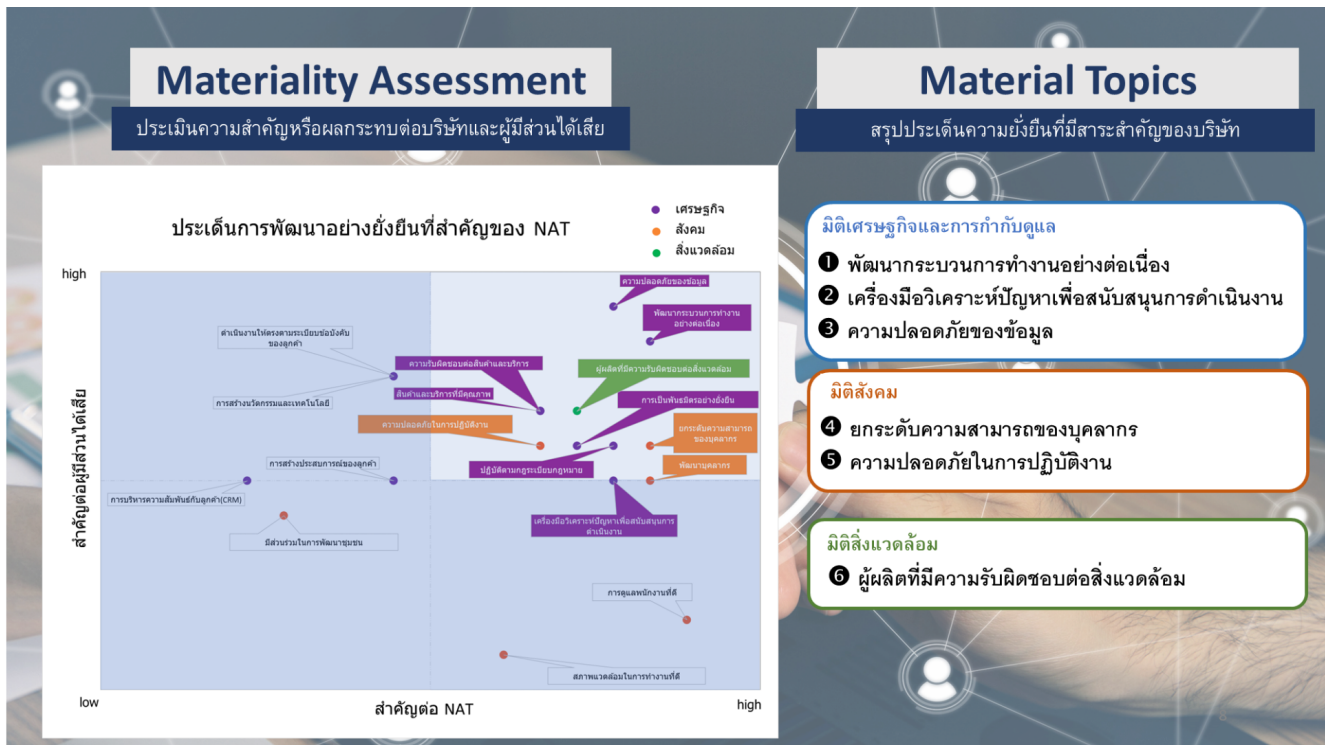 Materiality Assessment
ประเมินความสำคัญหรือผลกระทบต่อบริษัทและผู้มีส่วนได้เสีย
ประเด็นการพัฒนาอย่างยั่งยืนที่สำคัญของ NAT
เศรษฐกิจ
สังคม
สิ่งแวดล้อม
high
ความปลอดภัยของข้อมูล
พัฒนากระบวนการทำงาน
อย่างต่อเนื่อง
ดำเนินงานให้ตรงตามระเบียบข้อบังคับ
ของลูกค้า
ความรับผิดชอบต่อสินค้าและบริการ
ผู้ผลิตที่มีความรับผิดชอบต่อสิ่งแวดล้อม
สินค้าและบริการที่มีคุณภาพ
การเป็นพันธมิตรอย่างยั่งยืน
การสร้างนวัตกรรมและเทคโนโลยี
ความปลอดภัยในการปฏิบัติงาน
ยกระดับความสามารถ
ของบุคลากร
การสร้างประสบการณ์ของลูกค้า
ปฏิบัติตามกฎระเบียบกฎหมาย
พัฒนาบุคลากร
การบริหารความสัมพันธ์กับลูกค้า(CRM)
เครื่องมือวิเคราะห์ปัญหาเพื่อสนับสนุนการ
ดำเนินงาน
มีส่วนร่วมในการพัฒนาชุมชน
การดูแลพนักงานที่ดี
สภาพแวดล้อมในการทำงานที่ดี
สำคัญต่อผู้มีส่วนได้เสีย
low
สำคัญต่อ NAT
high
Material Topics
สรุปประเด็นความยั่งยืนที่มีสาระสำคัญของบริษัท
มิติเศรษฐกิจและการกำกับดูแล
❶ พัฒนากระบวนการทำงานอย่างต่อเนื่อง
❷ เครื่องมือวิเคราะห์ปัญหาเพื่อสนับสนุนการดำเนินงาน
❸ ความปลอดภัยของข้อมูล
มิติสังคม
❹ ยกระดับความสามารถของบุคลากร
❺ ความปลอดภัยในการปฏิบัติงาน
มิติสิ่งแวดล้อม
❻ ผู้ผลิตที่มีความรับผิดชอบต่อสิ่งแวดล้อม